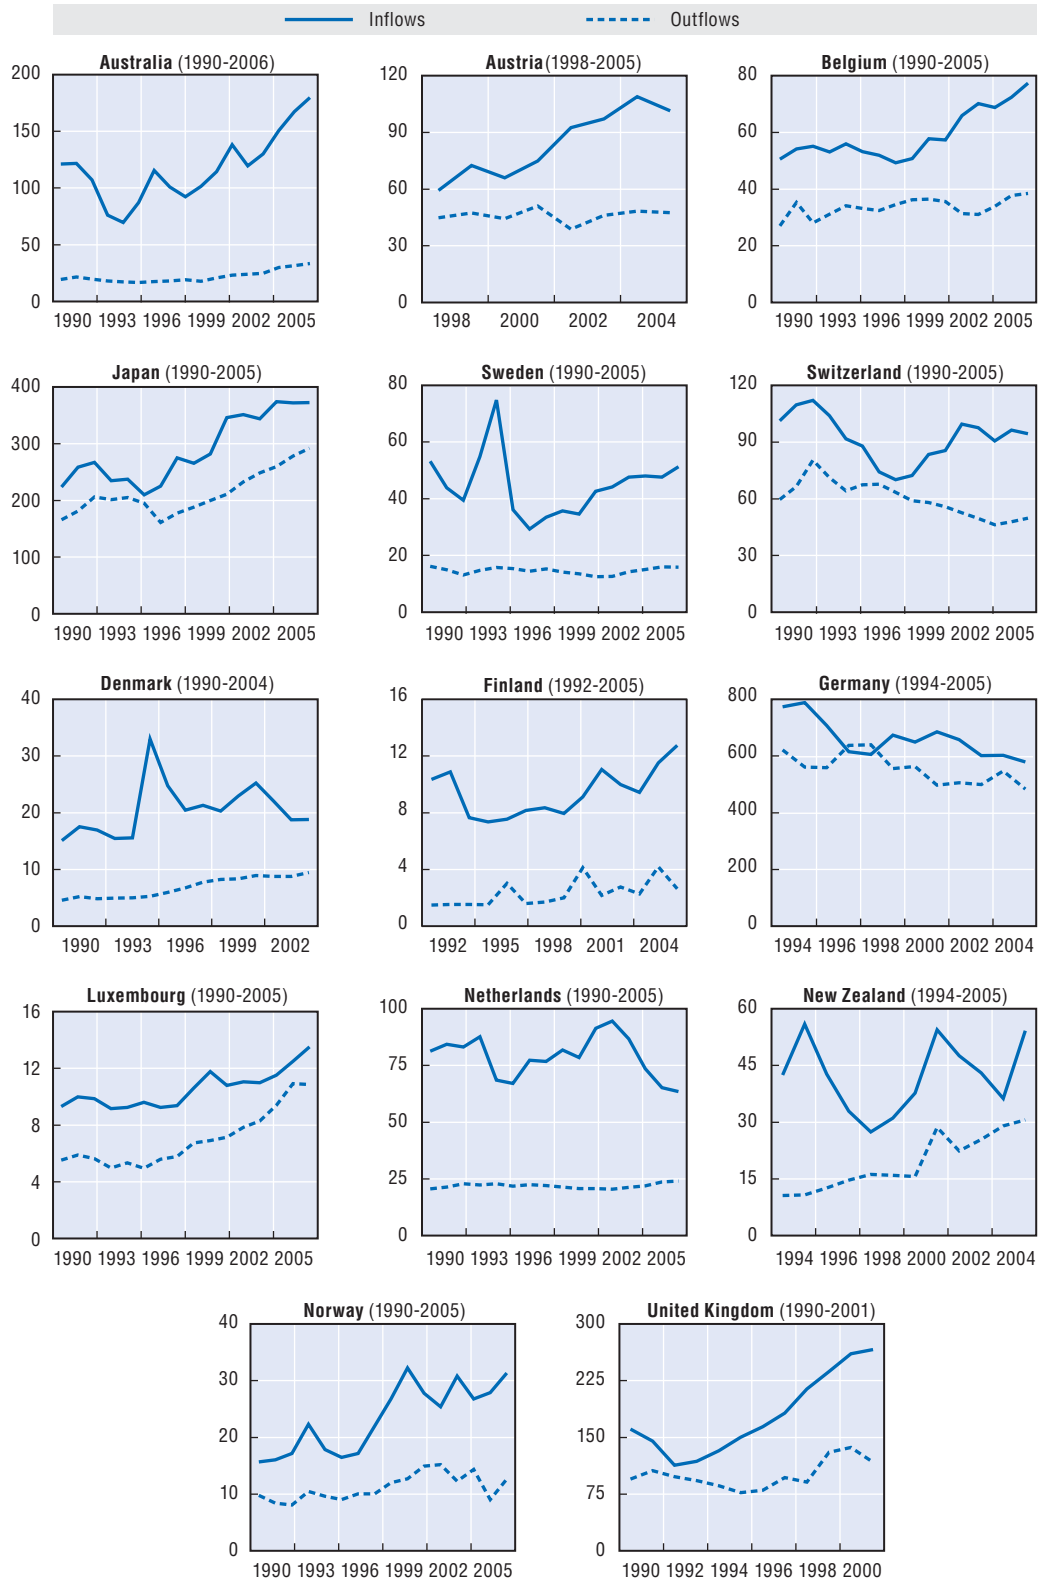 Inflows Outflows
Australia (1990-2006) Austria (1998-2005) Belgium (1990-2005)
200 120 80
150 90 60
100 60 40
50 30 20
0 0 0
1990 1993 1996 1999 2002 2005 1998 2000 2002 2004 1990 1993 1996 1999 2002 2005
Japan (1990-2005) Sweden (1990-2005) Switzerland (1990-2005)
400 80 120
300 60 90
200 40 60
100 20 30
0 0 0
1990 1993 1996 1999 2002 2005 1990 1993 1996 1999 2002 2005 1990 1993 1996 1999 2002 2005
Denmark (1990-2004) Finland (1992-2005) Germany (1994-2005)
40 16 800
30 12 600
20 8 400
10 4 200
0 0 0
1990 1993 1996 1999 2002 1992 1995 1998 2001 2004 1994 1996 1998 2000 2002 2004
Luxembourg (1990-2005) Netherlands (1990-2005) New Zealand (1994-2005)
16 100 60
12 75 45
8 50 30
4 25 15
0 0 0
1990 1993 1996 1999 2002 2005 1990 1993 1996 1999 2002 2005 1994 1996 1998 2000 2002 2004
Norway (1990-2005) United Kingdom (1990-2001)
40 300
30 225
20 150
10 75
0 0
1990 1993 1996 1999 2002 2005 1990 1992 1994 1996 1998 2000